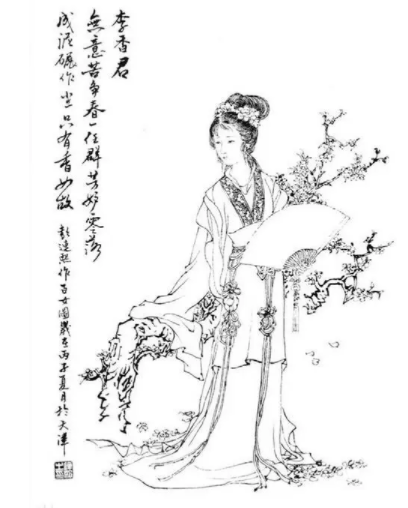 李香君
無意苦争春一任群芳妒零落
成泥碾作尘只有香如故
彭連熙作百女圖歲在丙子夏月於天津